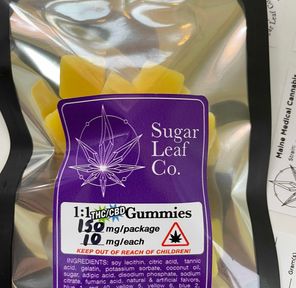 Sugar
Leaf
Co.
1:1 THC/CBD Gummies
150 mg/package
10 mg/each
KEEP OUT OF REACH OF CHILDREN!
INGREDIENTS: soy lecithin, citric acid, tannic
acid, gelatin, potassium sorbate, coconut oil,
sugar, adipic acid, disodium phosphate, sodium
citrate, fumaric acid, natural & artificial flavors,
Maine Medical Cannabis
Strain: